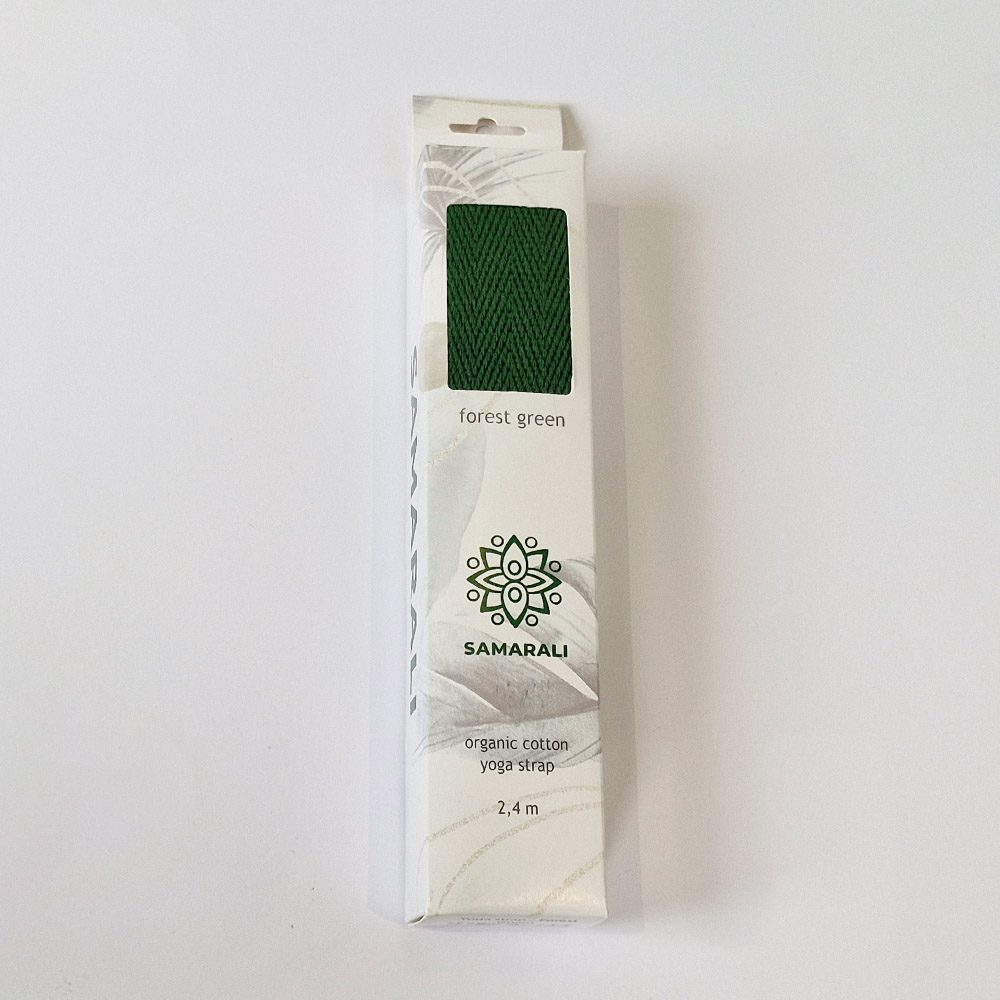 forest green
SAMARALI
organic cotton
yoga strap
2,4 m
SAMARALI